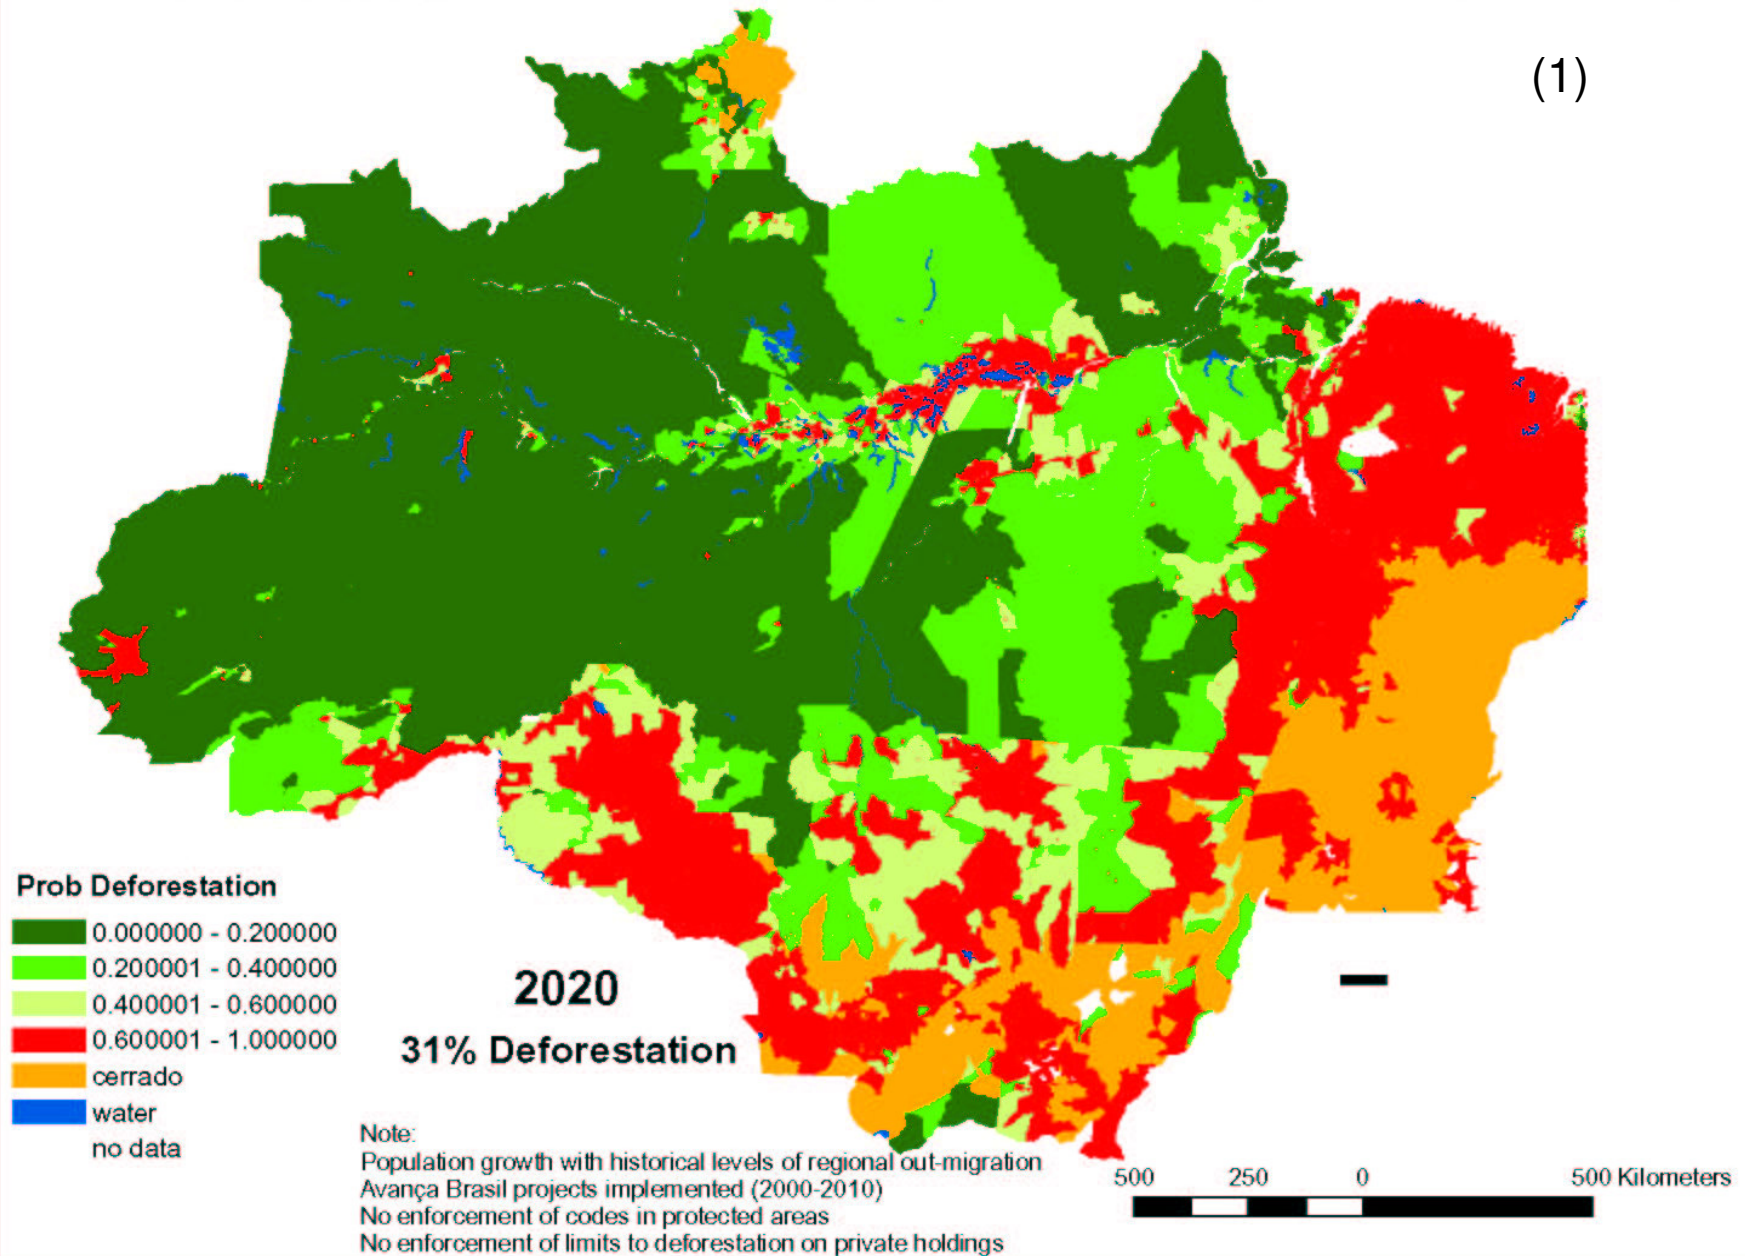 (1)
Prob Deforestation
0.000000 - 0.200000
0.200001 - 0.400000
0.400001 - 0.600000
0.600001 - 1.000000
cerrado
water
no data
2020
31% Deforestation
Note:
Population growth with historical levels of regional out-migration
Avança Brasil projects implemented (2000-2010)
No enforcement of codes in protected areas
No enforcement of limits to deforestation on private holdings
500 250 0 500 Kilometers